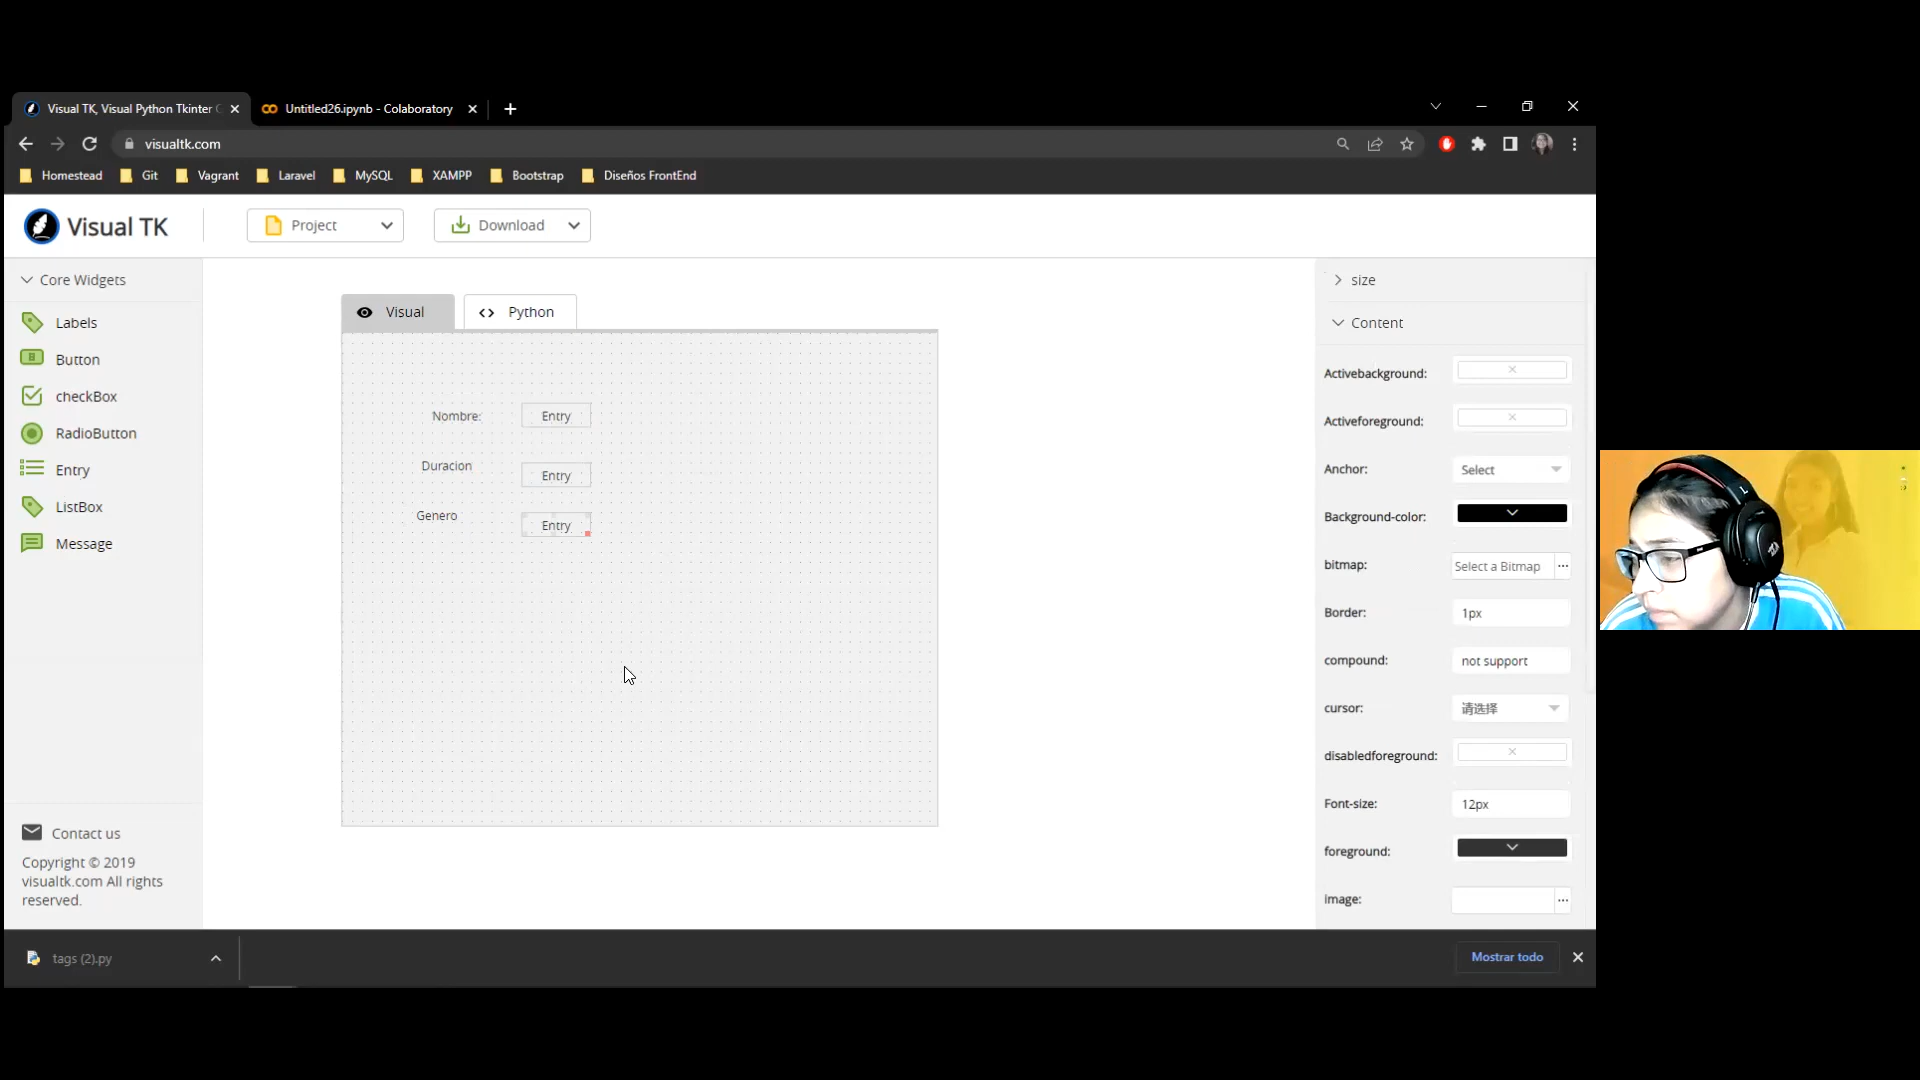 Visual TK, Visual Python Tkinter
Untitled26.ipynb - Colaboratory
visualtk.com
Homestead Git Vagrant Laravel MySQL XAMPP Bootstrap Diseños FrontEnd
Visual TK
Project
Download
Core Widgets
Labels
Button
checkBox
RadioButton
Entry
ListBox
Message
Contact us
Copyright © 2019
visualtk.com All rights
reserved.
Visual
Python
Nombre: Entry
Duracion Entry
Genero Entry
size
Content
Activebackground:
Activeforeground:
Anchor: Select
Background-color:
bitmap: Select a Bitmap ...
Border: 1px
compound: not support
cursor: 请选择
disabledforeground:
Font-size: 12px
foreground:
image: ...
tags (2).py
Mostrar todo